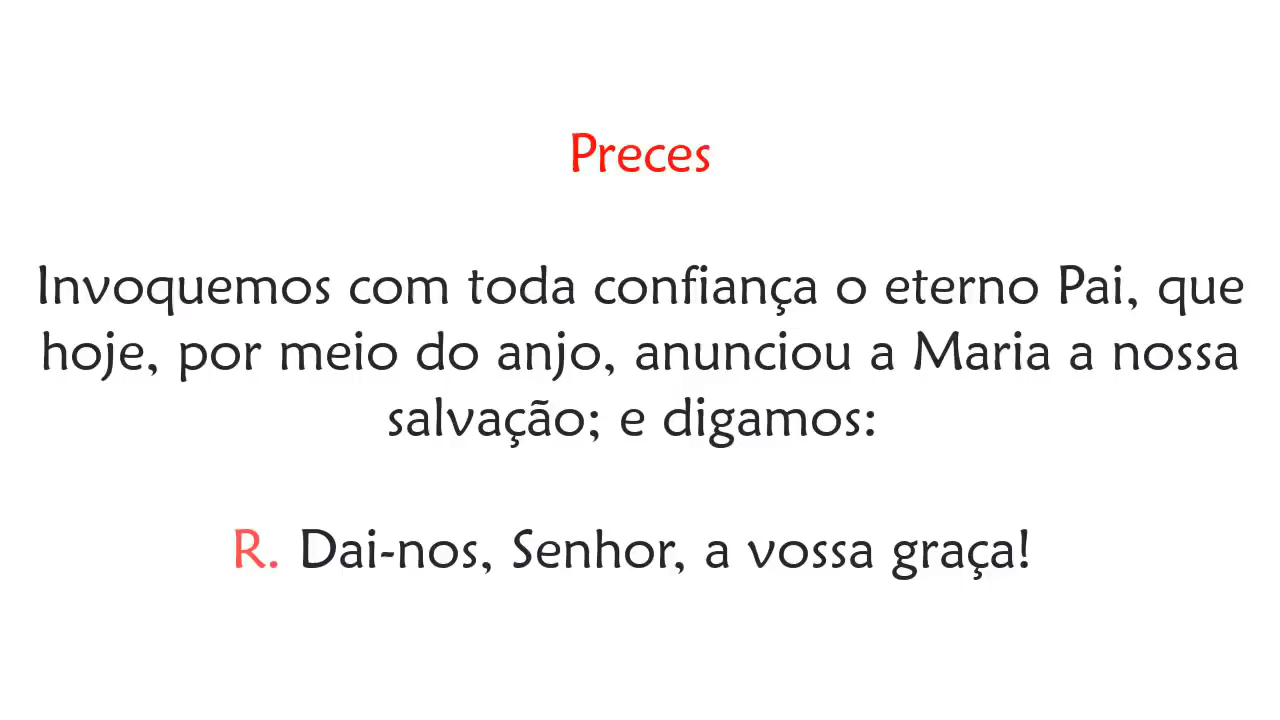 Preces
Invoquemos com toda confiança o eterno Pai, que
hoje, por meio do anjo, anunciou a Maria a nossa
salvação; e digamos:
R. Dai-nos, Senhor, a vossa graça!